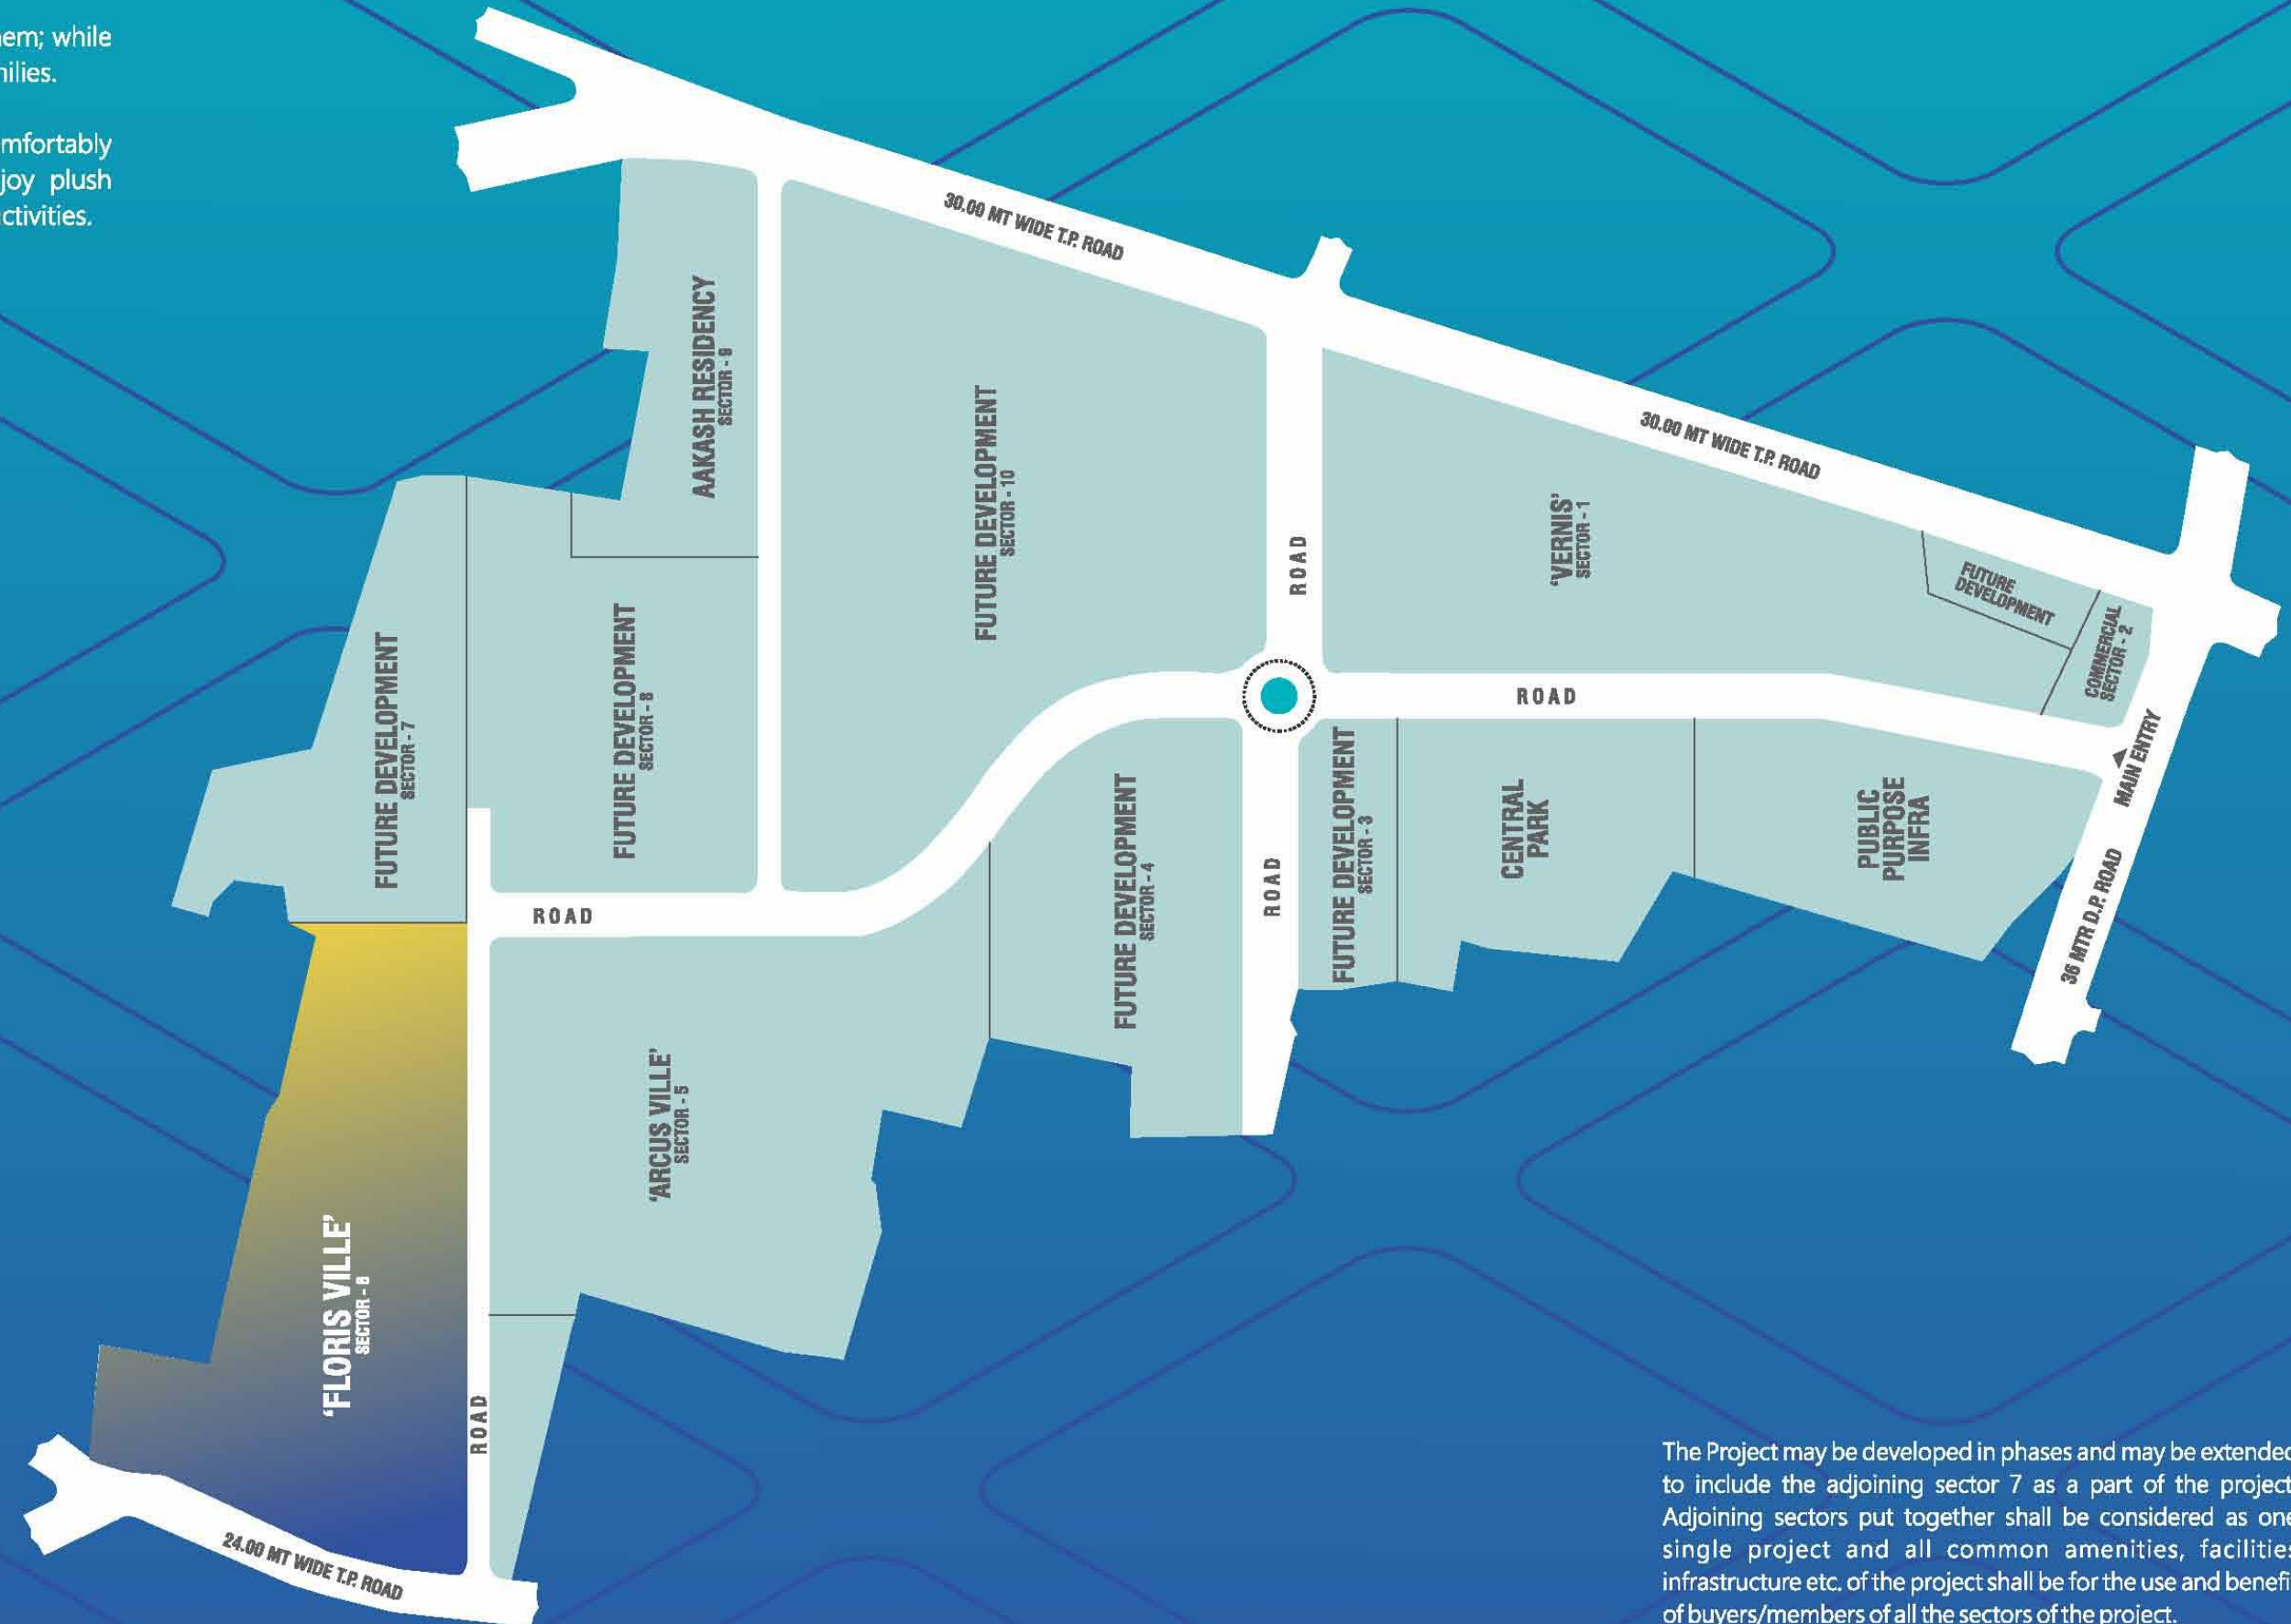 while
joy plush
30.00 MT WIDE T.P. ROAD
AAKASH RESIDENCY
SECTOR - 9
FUTURE DEVELOPMENT
SECTOR - 10
30.00 MT WIDE T.P. ROAD
'VERNIS'
SECTOR - 1
ROAD
FUTURE
DEVELOPMENT
COMMERCIAL
SECTOR - 2
FUTURE DEVELOPMENT
SECTOR - 7
FUTURE DEVELOPMENT
SECTOR - 8
ROAD
MAIN ENTRY
FUTURE DEVELOPMENT
SECTOR - 4
ROAD
FUTURE DEVELOPMENT
SECTOR - 3
CENTRAL
PARK
PUBLIC
PURPOSE
INFRA
36 MTR D.P. ROAD
ROAD
'ARCUS VILLE'
SECTOR - 5
'FLORIS VILLE'
SECTOR - 6
ROAD
24.00 MT WIDE T.P. ROAD
The Project may be developed in phases and may be extended
to include the adjoining sector 7 as a part of the project
Adjoining sectors put together shall be considered as one
single project and all common amenities, facilities
infrastructure etc. of the project shall be for the use and benefi
of buyers/members of all the sectors of the project.